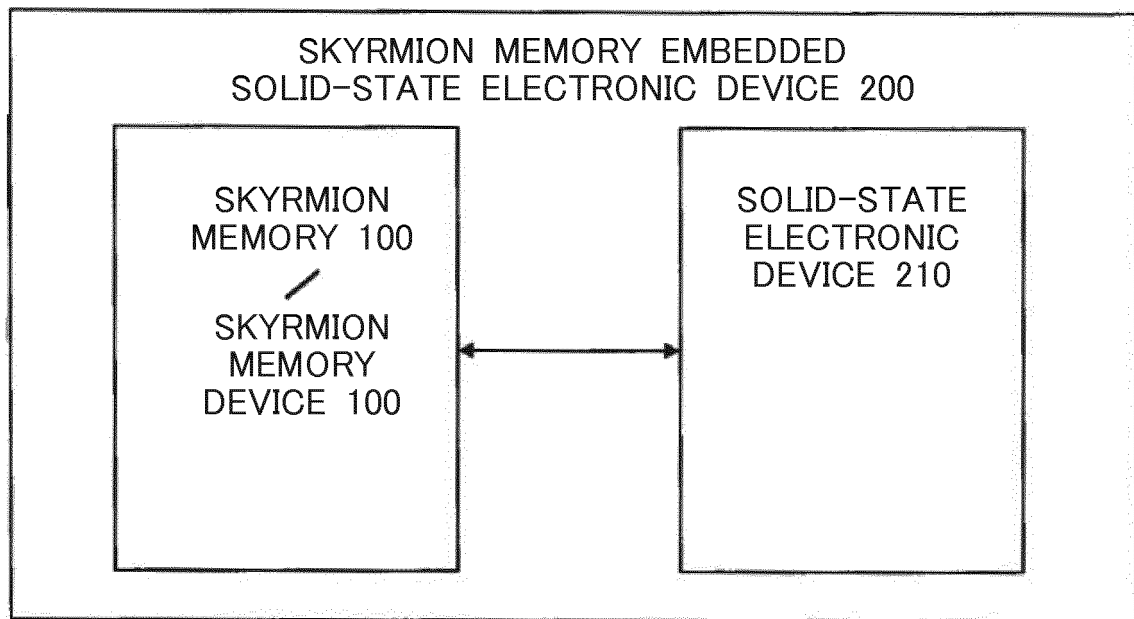 SKYRMION MEMORY EMBEDDED
SOLID-STATE ELECTRONIC DEVICE 200
SKYRMION
MEMORY 100
/
SKYRMION
MEMORY
DEVICE 100
SOLID-STATE
ELECTRONIC
DEVICE 210